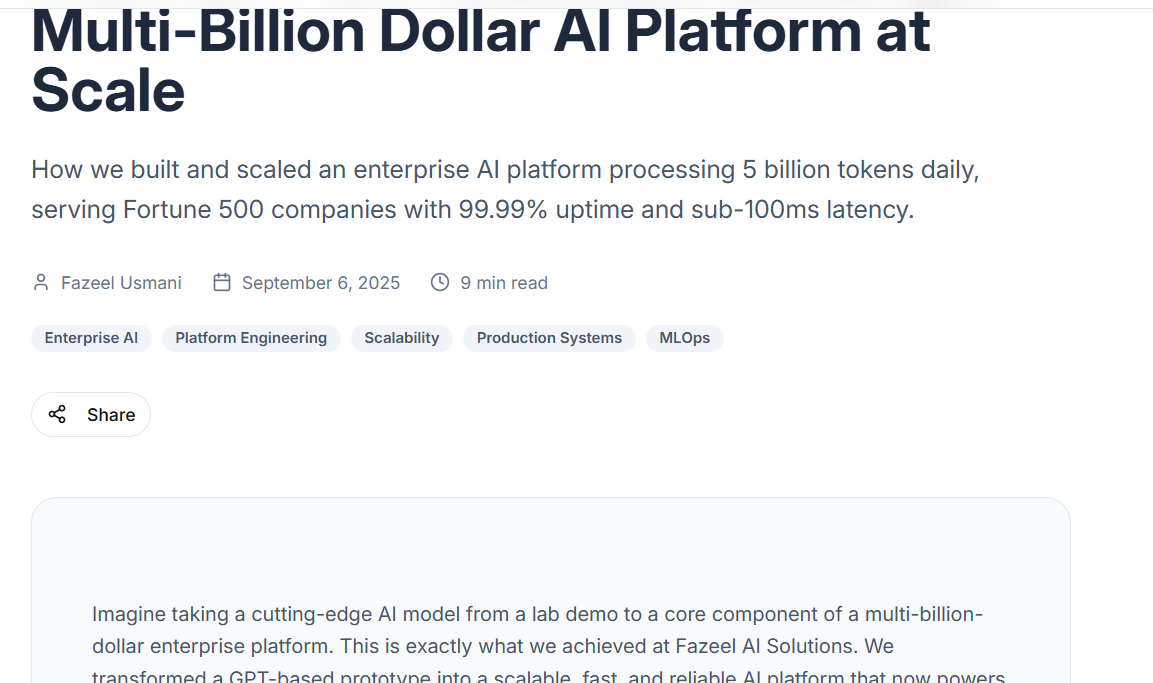 Multi-Billion Dollar AI Platform at
Scale
How we built and scaled an enterprise AI platform processing 5 billion tokens daily,
serving Fortune 500 companies with 99.99% uptime and sub-100ms latency.
Fazeel Usmani September 6, 2025 9 min read
Enterprise AI Platform Engineering Scalability Production Systems MLOps
Share
Imagine taking a cutting-edge AI model from a lab demo to a core component of a multi-billion-
dollar enterprise platform. This is exactly what we achieved at Fazeel AI Solutions. We
transformed a GPT-based prototype into a scalable, fast, and reliable AI platform that now powers